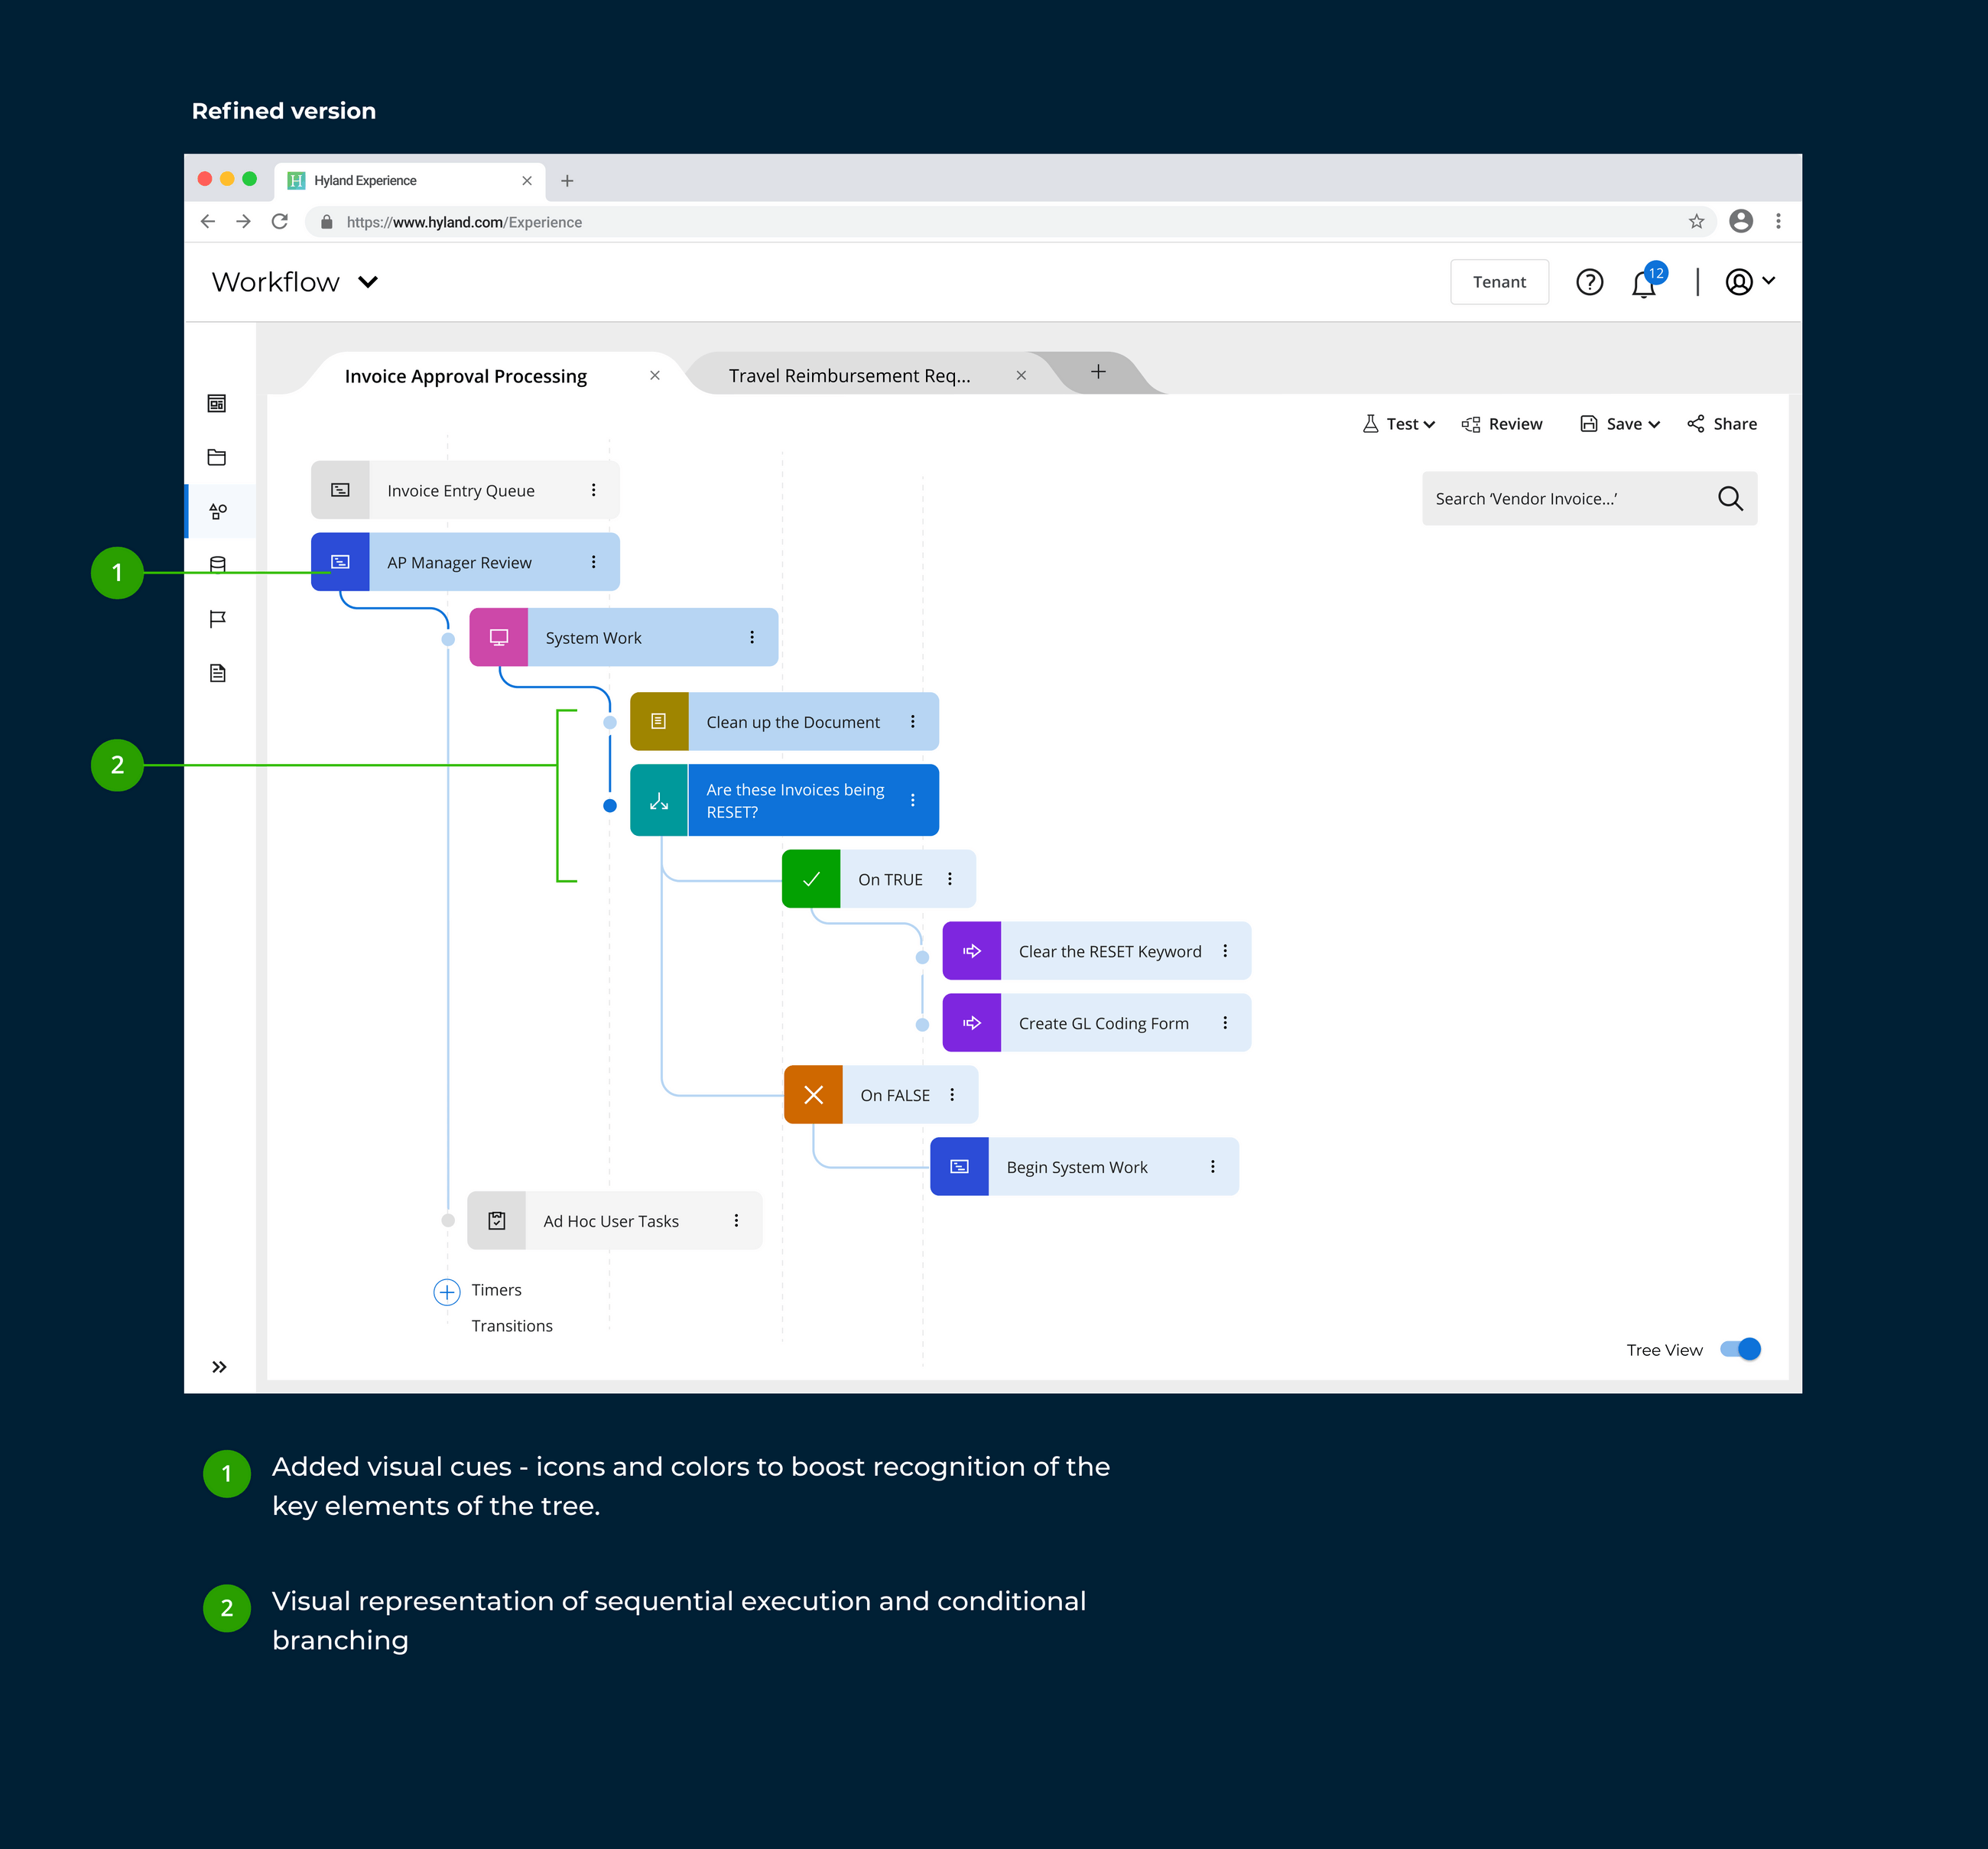 Refined version
Hyland Experience
https://www.hyland.com/Experience
Workflow
Tenant
12
Invoice Approval Processing
Travel Reimbursement Req...
Test
Review
Save
Share
Invoice Entry Queue
Search ‘Vendor Invoice...’
1
AP Manager Review
System Work
Clean up the Document
2
Are these Invoices being
RESET?
On TRUE
Clear the RESET Keyword
Create GL Coding Form
On FALSE
Begin System Work
Ad Hoc User Tasks
Timers
Transitions
Tree View
1
Added visual cues - icons and colors to boost recognition of the
key elements of the tree.
2
Visual representation of sequential execution and conditional
branching